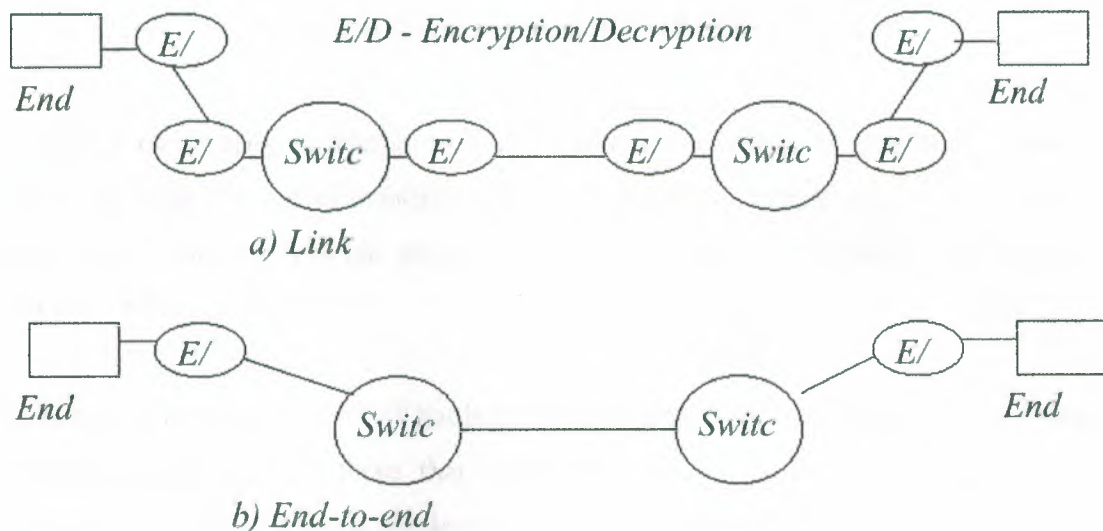 E/D - Encryption/Decryption
E/
E/
End
End
E/
Switc
E/
E/
Switc
E/
a) Link
E/
E/
End
End
Switc
Switc
b) End-to-end